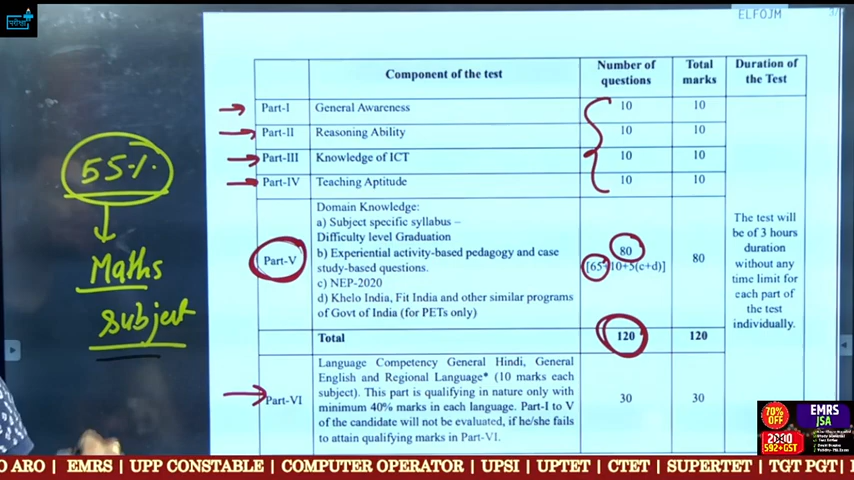 परीक्षा
ELFOJM
Component of the test
Number of questions
Total marks
Duration of the Test
Part-I General Awareness 10 10
Part-II Reasoning Ability 10 10
Part-III Knowledge of ICT 10 10
Part-IV Teaching Aptitude 10 10
Part-V
Domain Knowledge:
a) Subject specific syllabus –
Difficulty level Graduation
b) Experiential activity-based pedagogy and case
study-based questions.
c) NEP-2020
d) Khelo India, Fit India and other similar programs
of Govt of India (for PETs only)
80
[65+10+5(c+d)]
80
The test will
be of 3 hours
duration
without any
time limit for
each part of
the test
individually.
Total 120 120
Part-VI
Language Competency General Hindi, General
English and Regional Language* (10 marks each
subject). This part is qualifying in nature only with
minimum 40% marks in each language. Part-I to V
of the candidate will not be evaluated, if he/she fails
to attain qualifying marks in Part-VI.
30
30
55%.
Maths
subject
70%
OFF
EMRS
JSA
2000
592+GST
O ARO | EMRS | UPP CONSTABLE | COMPUTER OPERATOR | UPSI | UPTET | CTET | SUPERTET | TGT PGT |